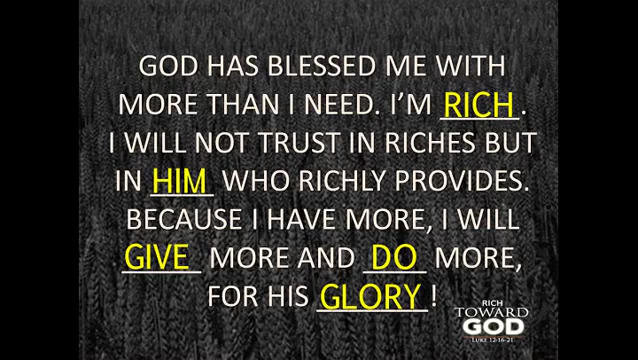 GOD HAS BLESSED ME WITH
MORE THAN I NEED. I'M RICH.
I WILL NOT TRUST IN RICHES BUT
IN HIM WHO RICHLY PROVIDES.
BECAUSE I HAVE MORE, I WILL
GIVE MORE AND DO MORE,
FOR HIS GLORY!
RICH
TOWARD
GOD
LUKE 12:16-21